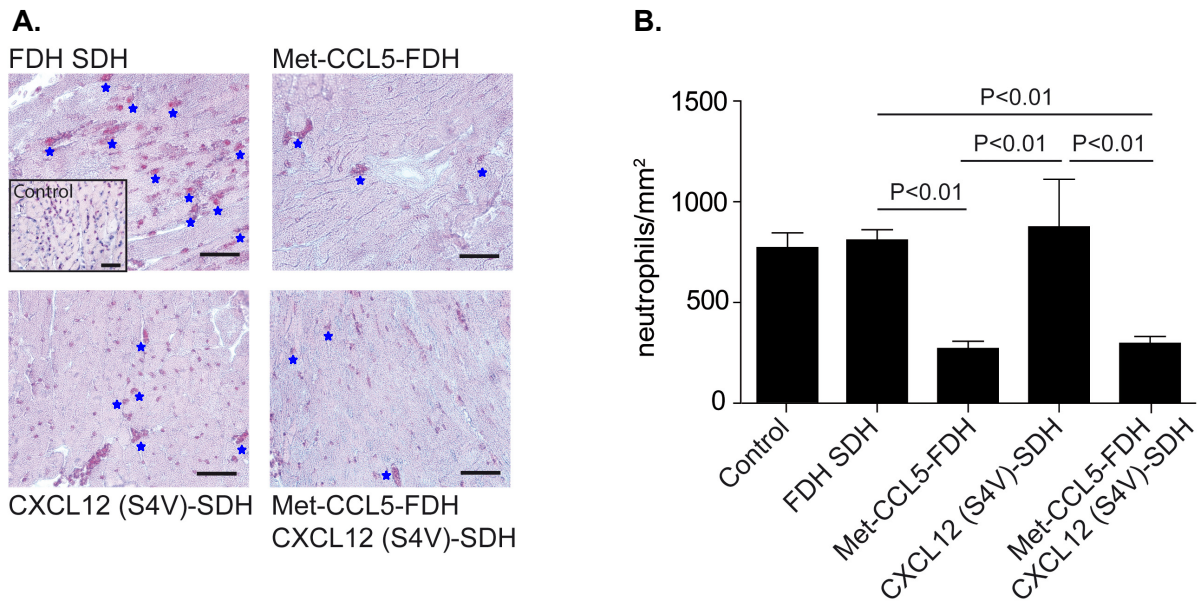 A.
FDH SDH
Met-CCL5-FDH
Control
CXCL12 (S4V)-SDH
Met-CCL5-FDH
CXCL12 (S4V)-SDH
B.
neutrophils/mm²
1500
1000
500
0
P<0.01
P<0.01
P<0.01
P<0.01
Control
FDH SDH
Met-CCL5-FDH
CXCL12 (S4V)-SDH
Met-CCL5-FDH
CXCL12 (S4V)-SDH